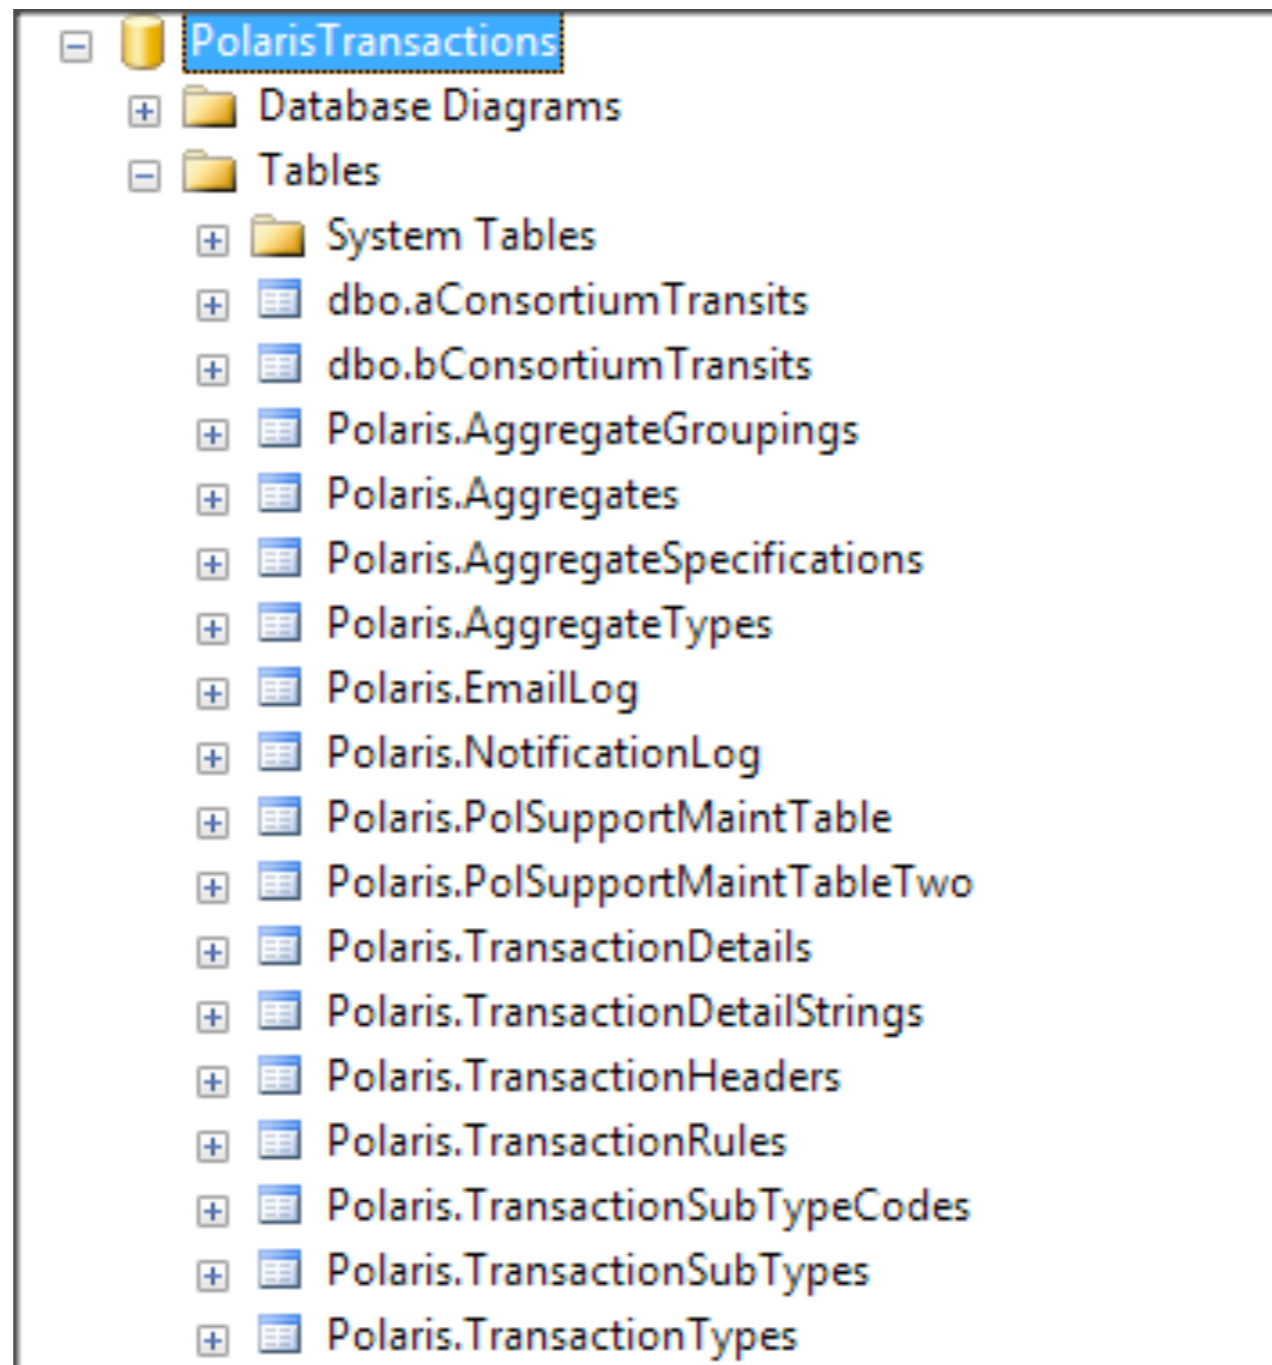 PolarisTransactions
Database Diagrams
Tables
System Tables
dbo.aConsortiumTransits
dbo.bConsortiumTransits
Polaris.AggregateGroupings
Polaris.Aggregates
Polaris.AggregateSpecifications
Polaris.AggregateTypes
Polaris.EmailLog
Polaris.NotificationLog
Polaris.PolSupportMaintTable
Polaris.PolSupportMaintTableTwo
Polaris.TransactionDetails
Polaris.TransactionDetailStrings
Polaris.TransactionHeaders
Polaris.TransactionRules
Polaris.TransactionSubTypeCodes
Polaris.TransactionSubTypes
Polaris.TransactionTypes